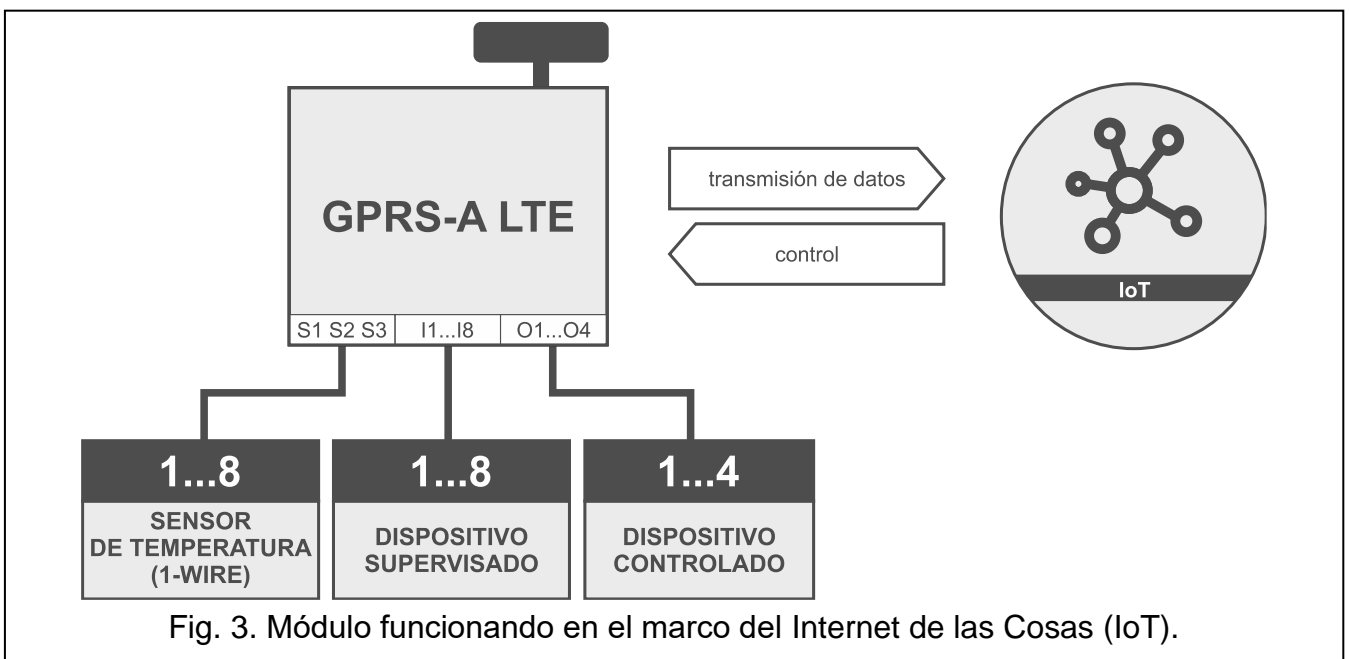 GPRS-A LTE
S1 S2 S3
I1...I8
O1...O4
transmisión de datos
control
IoT
1...8
SENSOR
DE TEMPERATURA
(1-WIRE)
1...8
DISPOSITIVO
SUPERVISADO
1...4
DISPOSITIVO
CONTROLADO
Fig. 3. Módulo funcionando en el marco del Internet de las Cosas (IoT).